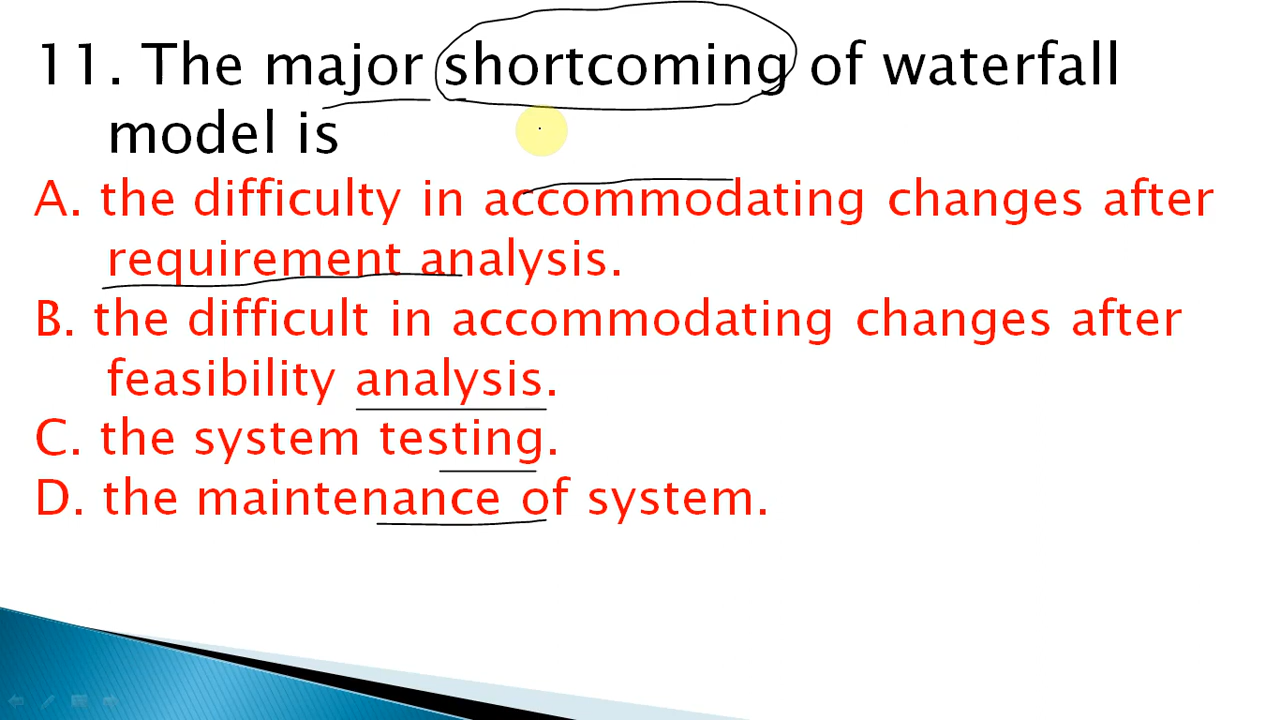 11. The major shortcoming of waterfall
model is
A. the difficulty in accommodating changes after
requirement analysis.
B. the difficult in accommodating changes after
feasibility analysis.
C. the system testing.
D. the maintenance of system.